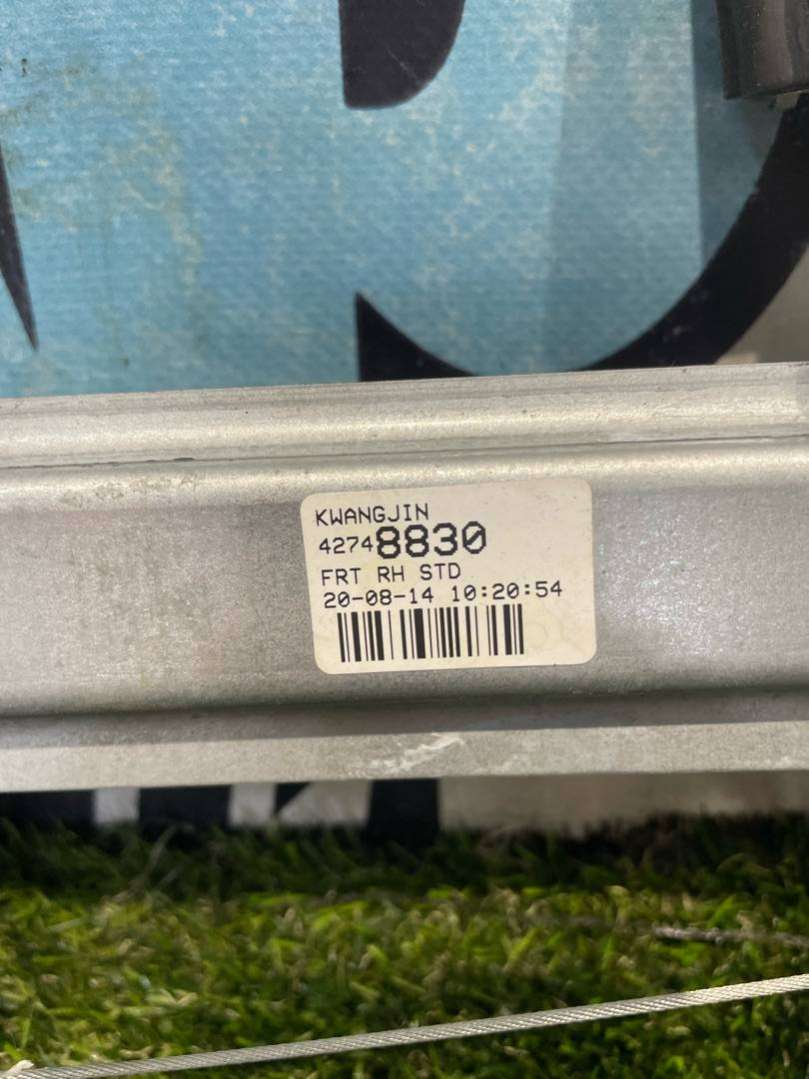 KWANGJIN
42748830
FRT RH STD
20-08-14 10:20:54